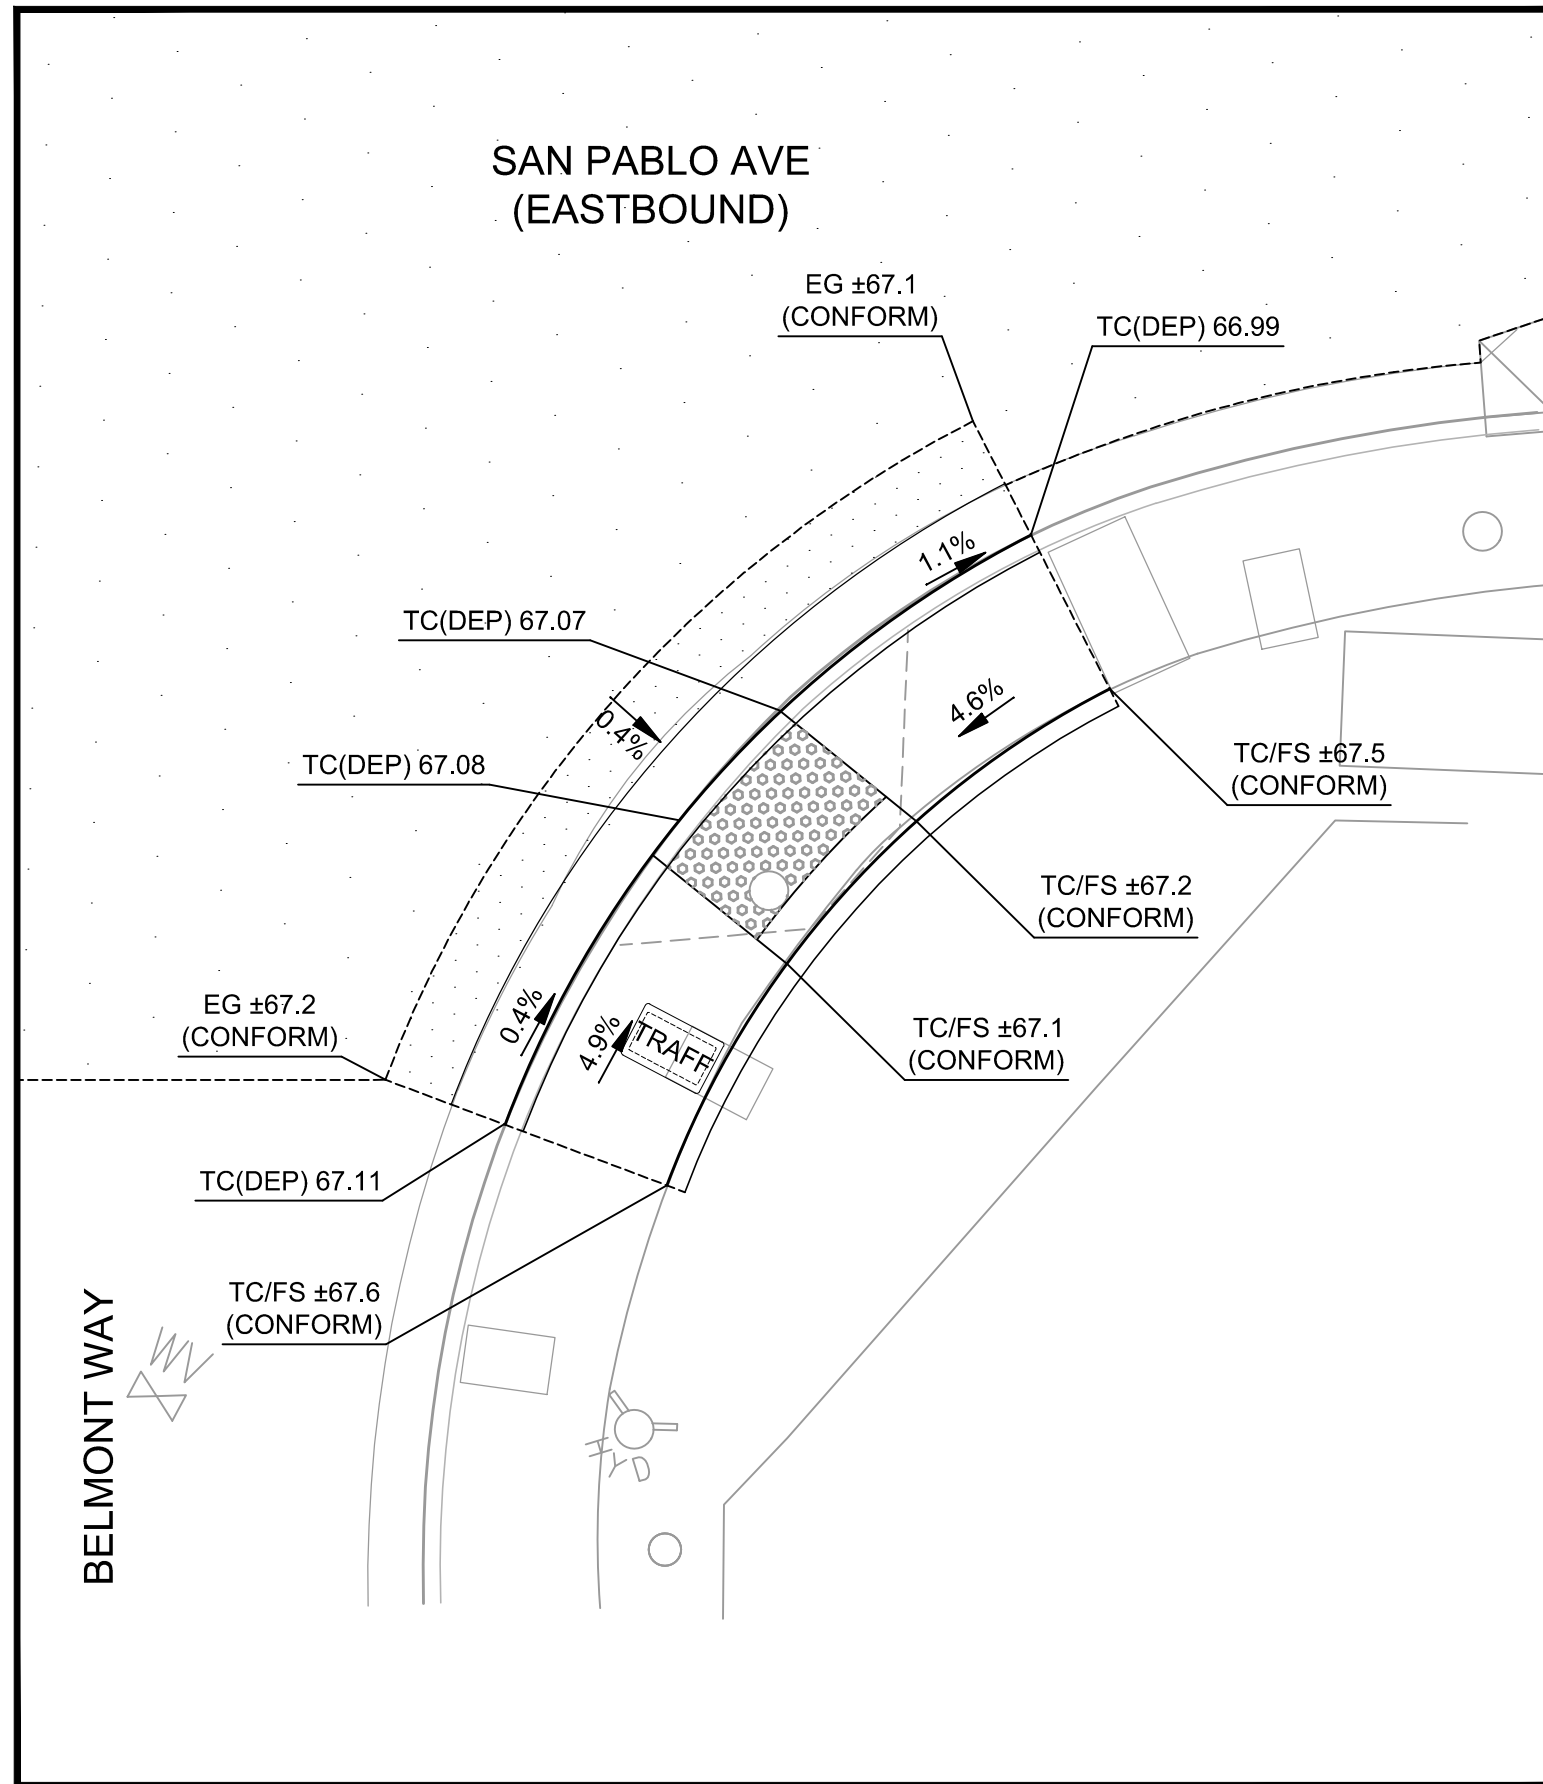 SAN PABLO AVE
(EASTBOUND)
EG ±67.1
(CONFORM)
TC(DEP) 66.99
1.1%
TC(DEP) 67.07
4.6%
0.4%
TC(DEP) 67.08
TC/FS ±67.5
(CONFORM)
TC/FS ±67.2
(CONFORM)
EG ±67.2
(CONFORM)
0.4%
4.9%
TRAFF
TC/FS ±67.1
(CONFORM)
TC(DEP) 67.11
TC/FS ±67.6
(CONFORM)
BELMONT WAY
WV
HYD